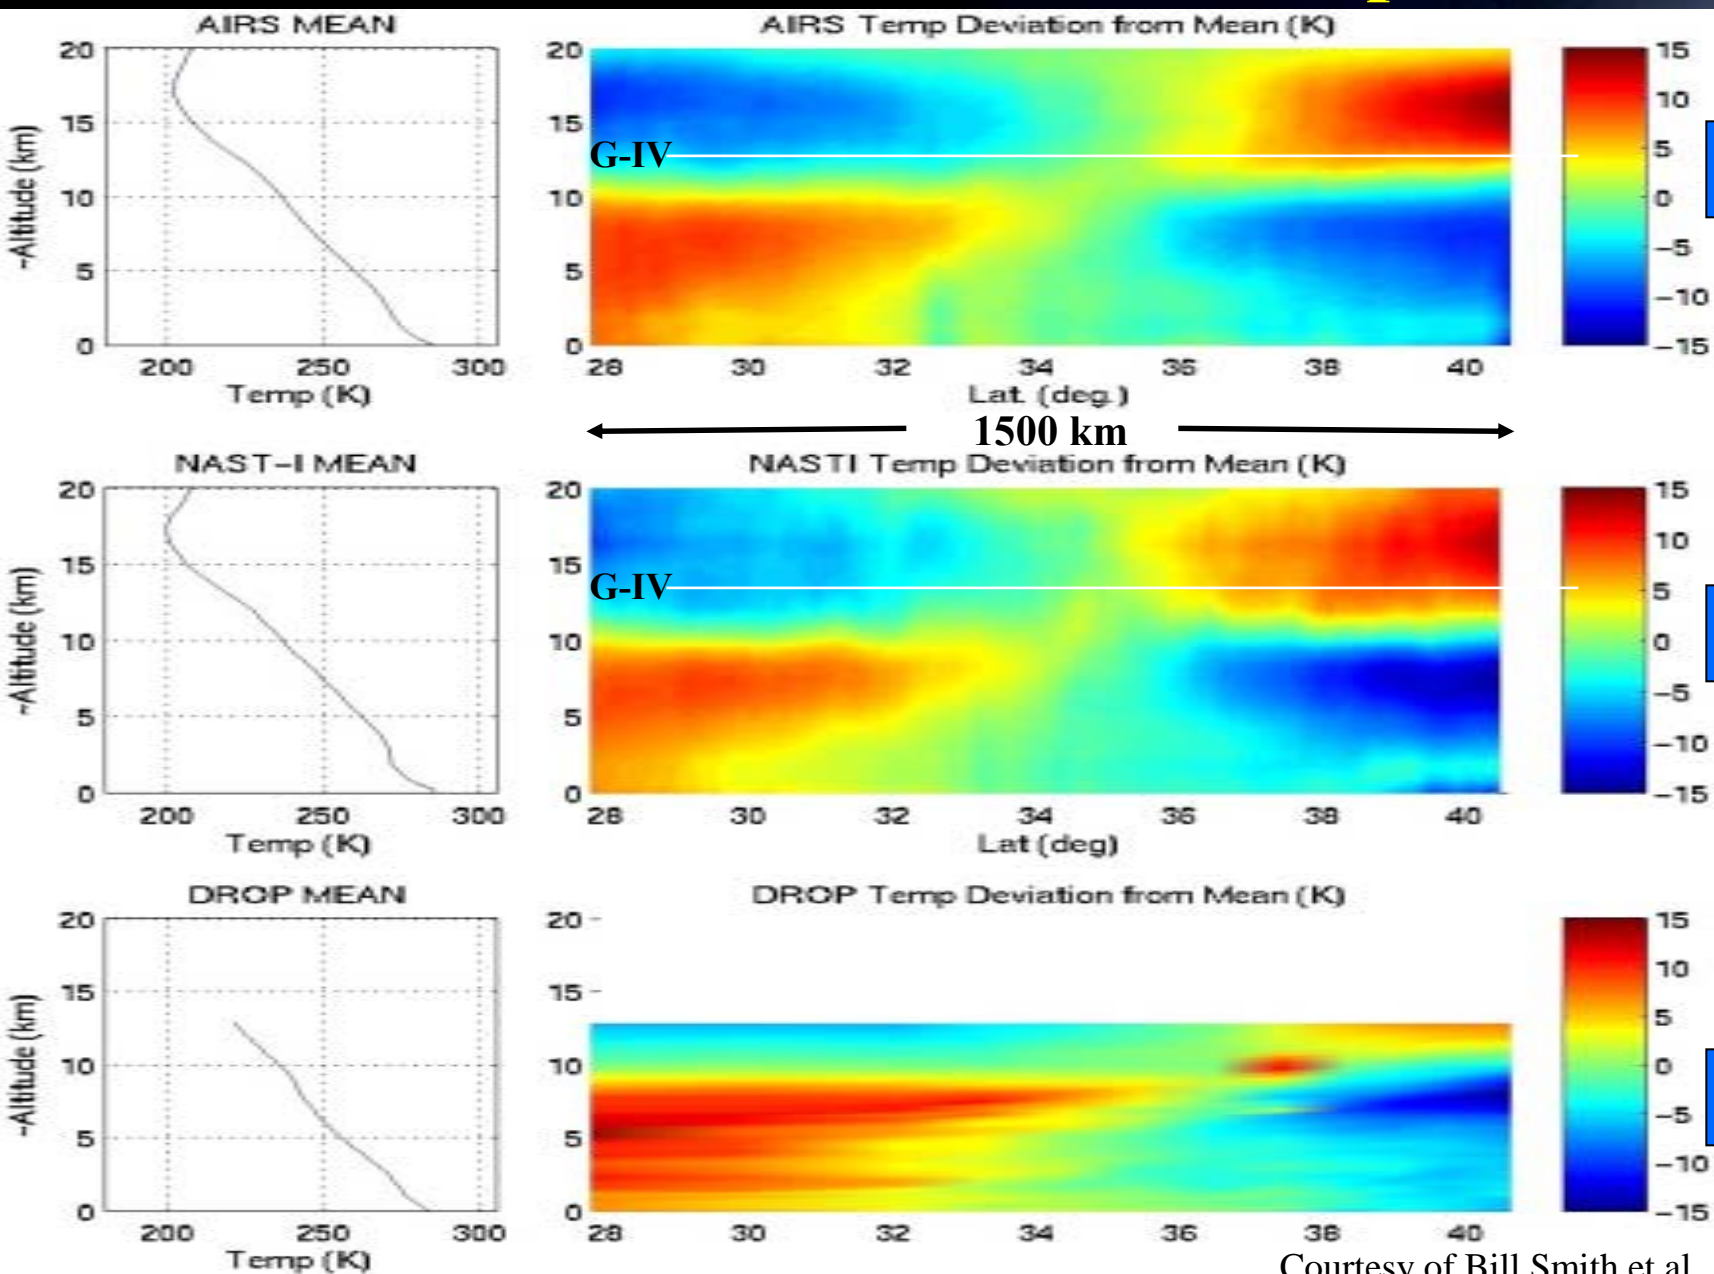 AIRS MEAN
AIRS Temp Deviation from Mean (K)
20
15
10
5
0
~Altitude (km)
200 250 300
Temp (K)
20
15
10
5
0
G-IV
28 30 32 34 36 38 40
Lat. (deg.)
15
10
5
0
−5
−10
−15
1500 km
NAST-I MEAN
NASTI Temp Deviation from Mean (K)
20
15
10
5
0
~Altitude (km)
200 250 300
Temp (K)
20
15
10
5
0
G-IV
28 30 32 34 36 38 40
Lat (deg)
15
10
5
0
−5
−10
−15
DROP MEAN
DROP Temp Deviation from Mean (K)
20
15
10
5
0
~Altitude (km)
200 250 300
Temp (K)
20
15
10
5
0
28 30 32 34 36 38 40
15
10
5
0
−5
−10
−15
Courtesy of Bill Smith et al